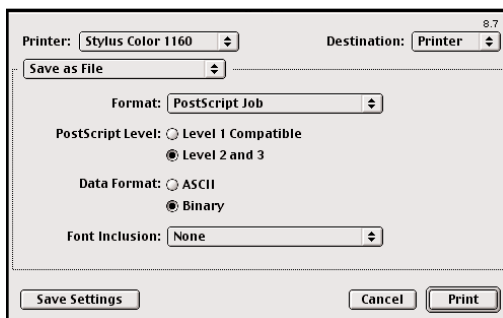 8.7
Printer: Stylus Color 1160 Destination: Printer
Save as File
Format: PostScript Job
PostScript Level: Level 1 Compatible
Level 2 and 3
Data Format: ASCII
Binary
Font Inclusion: None
Save Settings Cancel Print